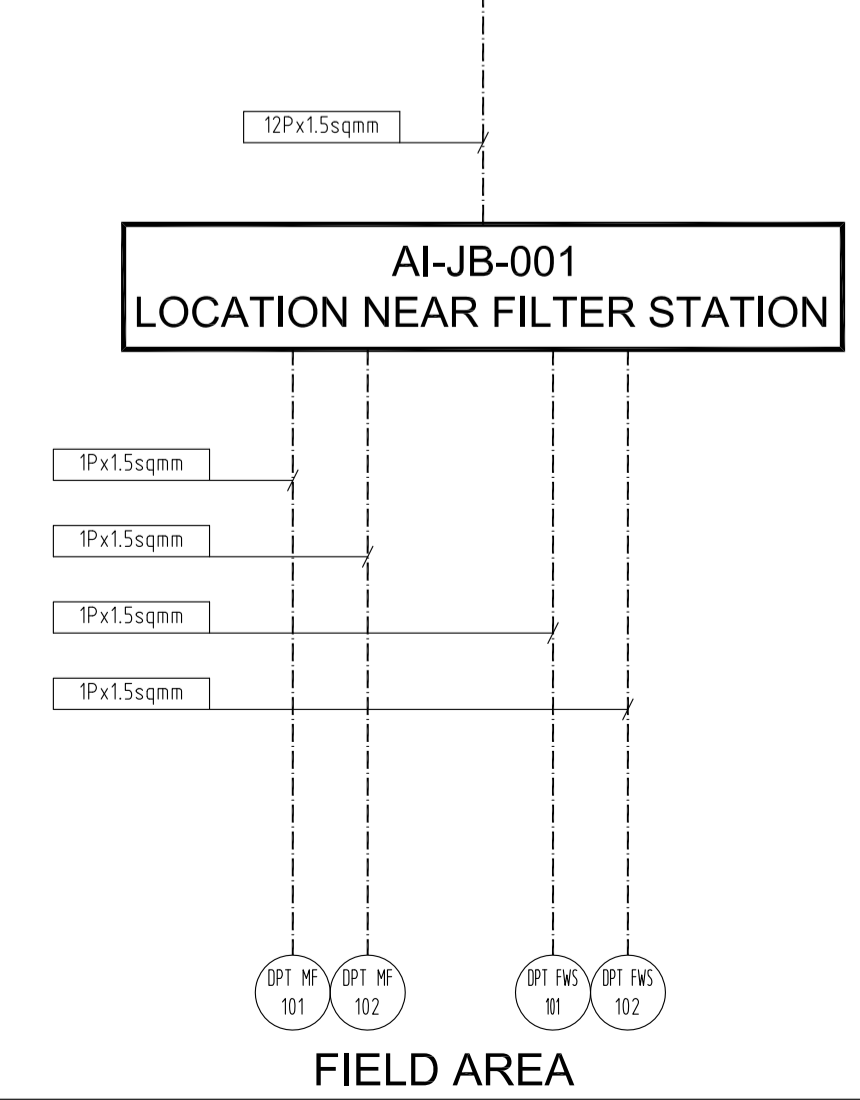 12Px1.5sqmm
AI-JB-001
LOCATION NEAR FILTER STATION
1Px1.5sqmm
1Px1.5sqmm
1Px1.5sqmm
1Px1.5sqmm
DPT MF
101
DPT MF
102
DPT FWS
101
DPT FWS
102
FIELD AREA